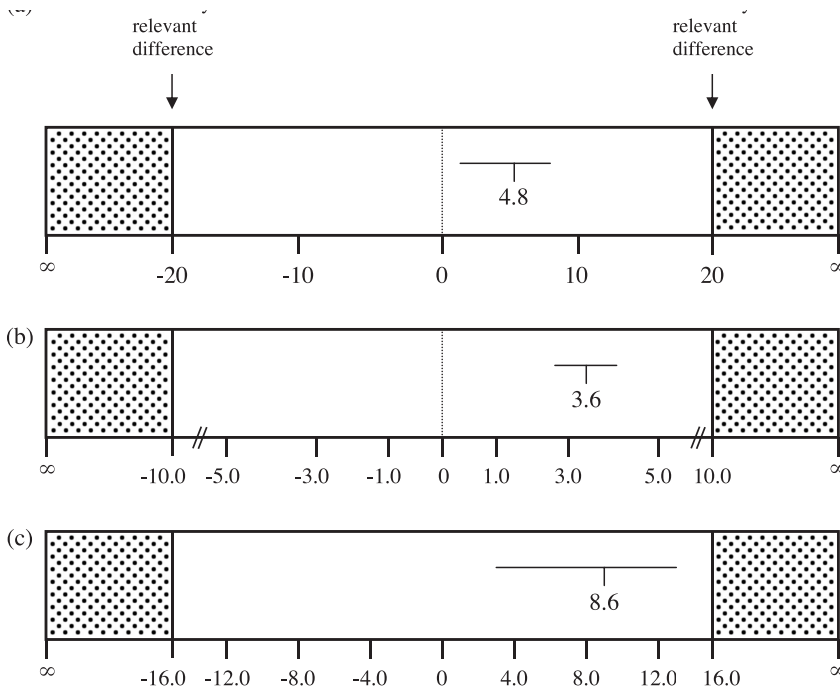 relevant
difference
relevant
difference
4.8
∞ -20 -10 0 10 20 ∞
(b)
3.6
∞ -10.0 -5.0 -3.0 -1.0 0 1.0 3.0 5.0 10.0 ∞
(c)
8.6
∞ -16.0 -12.0 -8.0 -4.0 0 4.0 8.0 12.0 16.0 ∞